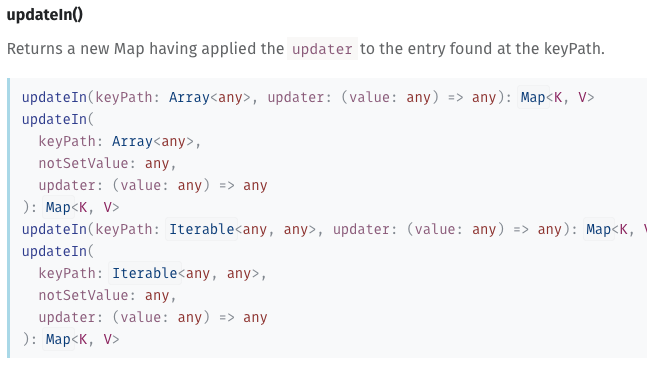 updateIn()
Returns a new Map having applied the updater to the entry found at the keyPath.
updateIn(keyPath: Array<any>, updater: (value: any) => any): Map<K, V>
updateIn(
  keyPath: Array<any>,
  notSetValue: any,
  updater: (value: any) => any
): Map<K, V>
updateIn(keyPath: Iterable<any, any>, updater: (value: any) => any): Map<K,
updateIn(
  keyPath: Iterable<any, any>,
  notSetValue: any,
  updater: (value: any) => any
): Map<K, V>